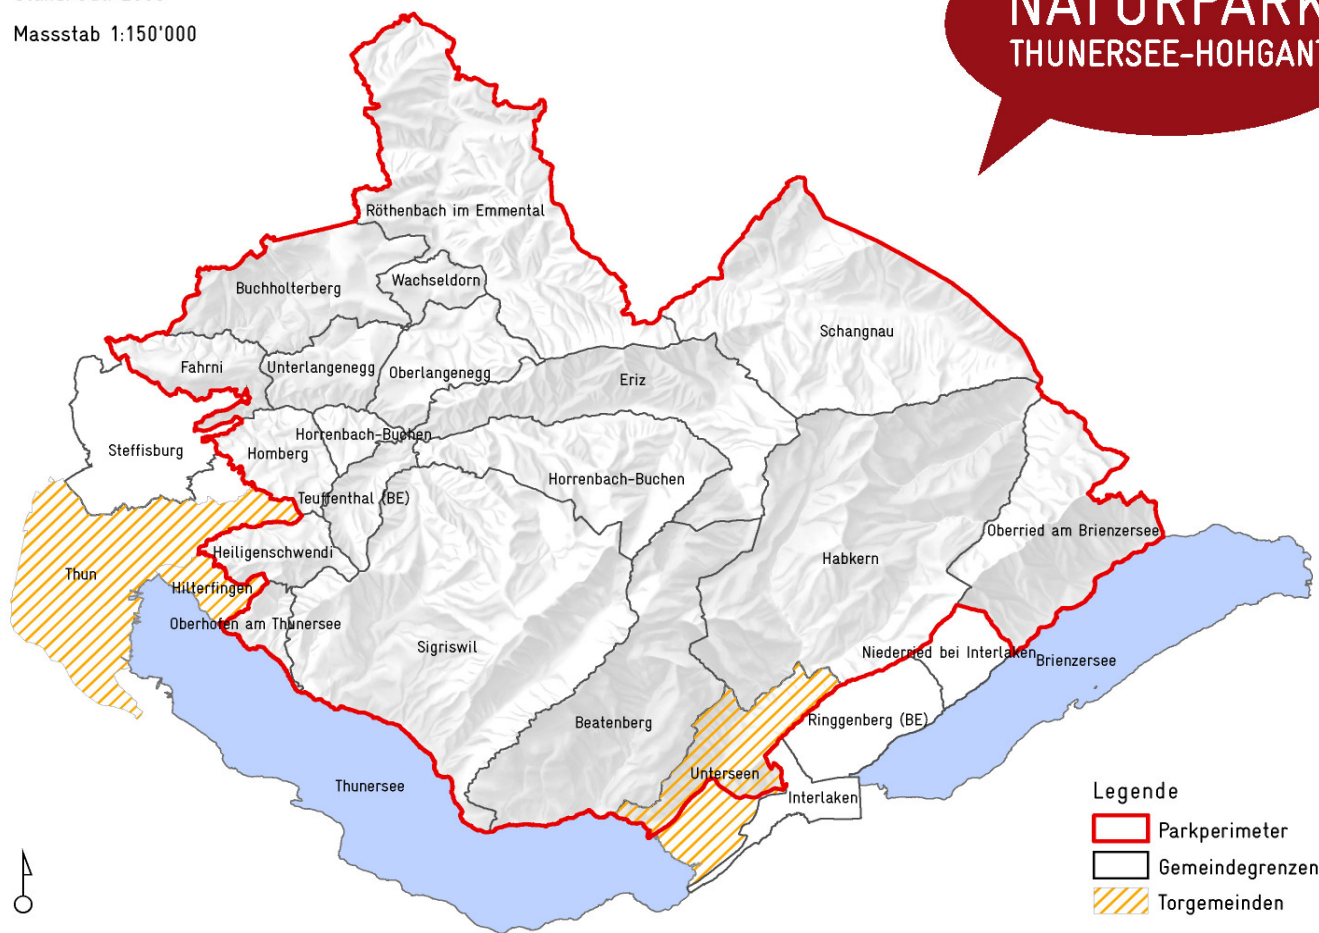 Massstab 1:150'000
NATURPARK
THUNERSEE-HOHGANT
Röthenbach im Emmental
Buchholterberg
Wachseldorn
Schangnau
Fahrni
Unterlangenegg
Oberlangenegg
Eriz
Horrenbach-Buchen
Steffisburg
Homberg
Horrenbach-Buchen
Teuffenthal (BE)
Oberried am Brienzersee
Heiligenschwendi
Habkern
Thun
Hilterfingen
Oberhofen am Thunersee
Sigriswil
Niederried bei Interlaken
Brienzersee
Beatenberg
Ringgenberg (BE)
Unterseen
Thunersee
Interlaken
Legende
Parkperimeter
Gemeindegrenzen
Torgemeinden